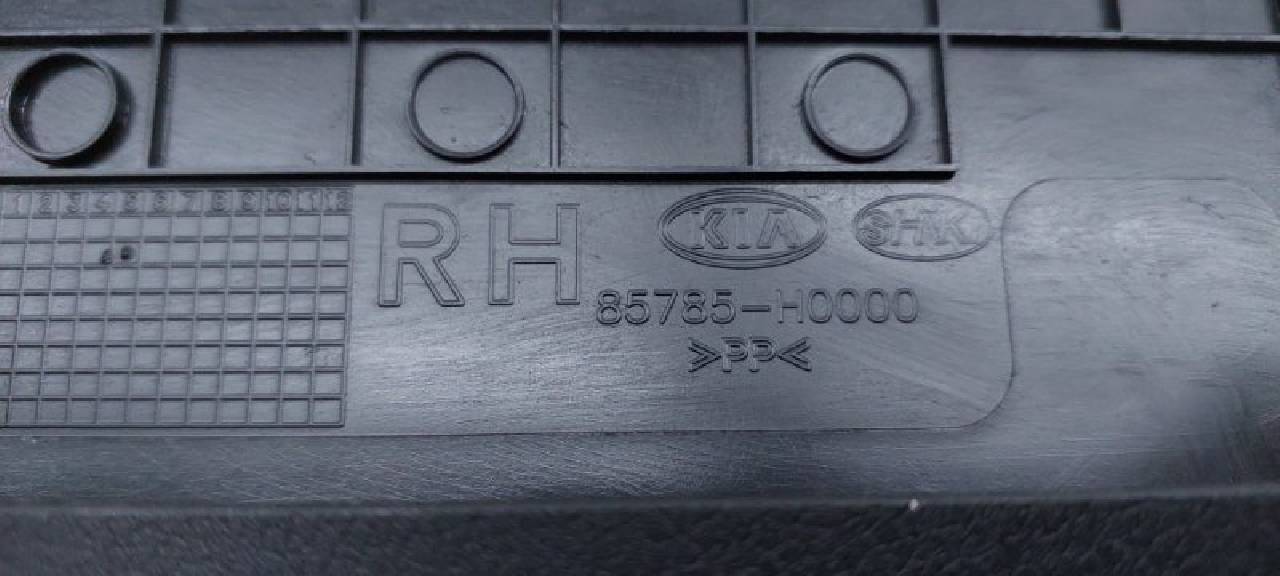 1 2 3 4 5 6 7 8 9 10 11 12
RH
KIA SHK
85785-H0000
>PP<